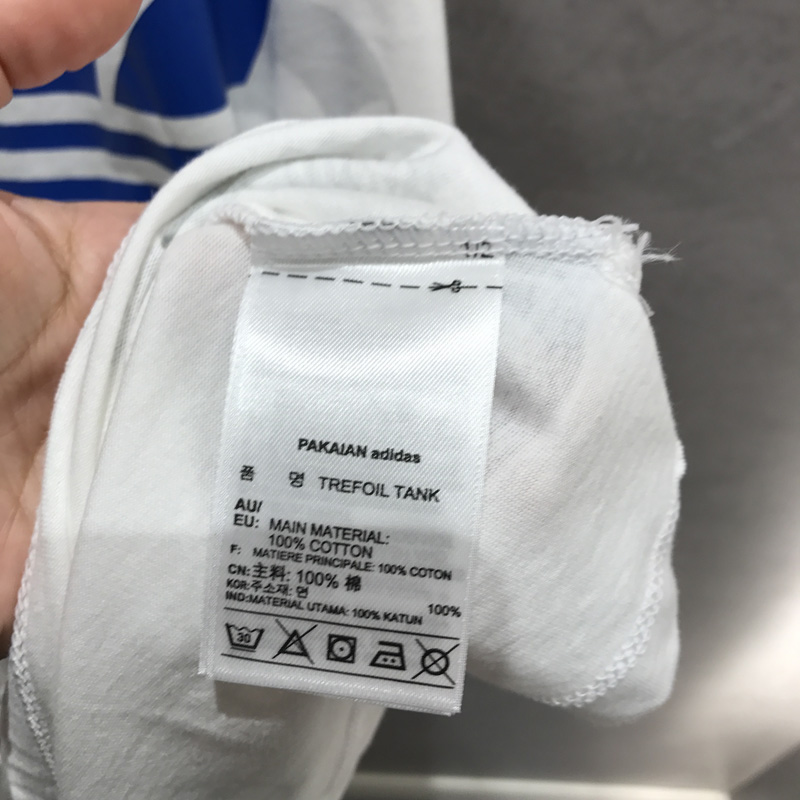 1/2
PAKAIAN adidas
품 명 TREFOIL TANK
AU/
EU: MAIN MATERIAL:
100% COTTON
F: MATIERE PRINCIPALE: 100% COTON
CN:主料: 100% 棉
KOR:주소재: 면 100%
IND:MATERIAL UTAMA: 100% KATUN
30